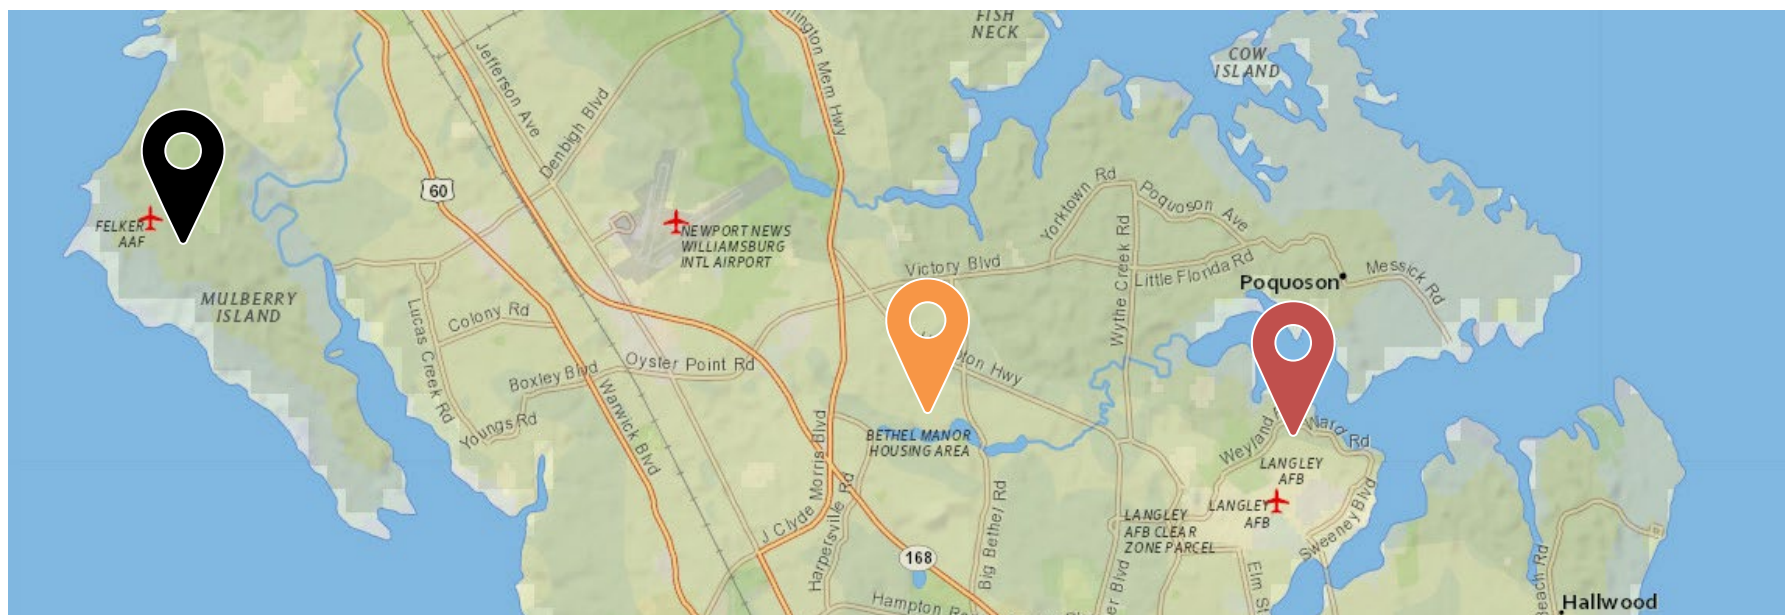 FISH
NECK
COW
ISLAND
Jefferson Ave
Mem Hwy
Denbigh Blvd
60
Yorktown Rd
Poquoson Ave
FELKER
AAF
NEWPORT NEWS
WILLIAMSBURG
INTL AIRPORT
Victory Blvd
Wythe Creek Rd
Little Florida Rd
Poquoson
Messick Rd
MULBERRY
ISLAND
Lucas Creek Rd
Colony Rd
Oyster Point Rd
Hwy
Boxley Blvd
Warwick Blvd
Youngs Rd
J Clyde Morris Blvd
BETHEL MANOR
HOUSING AREA
Weyland
Ward Rd
LANGLEY
AFB
LANGLEY
AFB
Sweeney Blvd
Harpersville Rd
Big Bethel Rd
LANGLEY
AFB CLEAR
ZONE PARCEL
168
Elm St
Hampton
Blvd
Rd
Hallwood